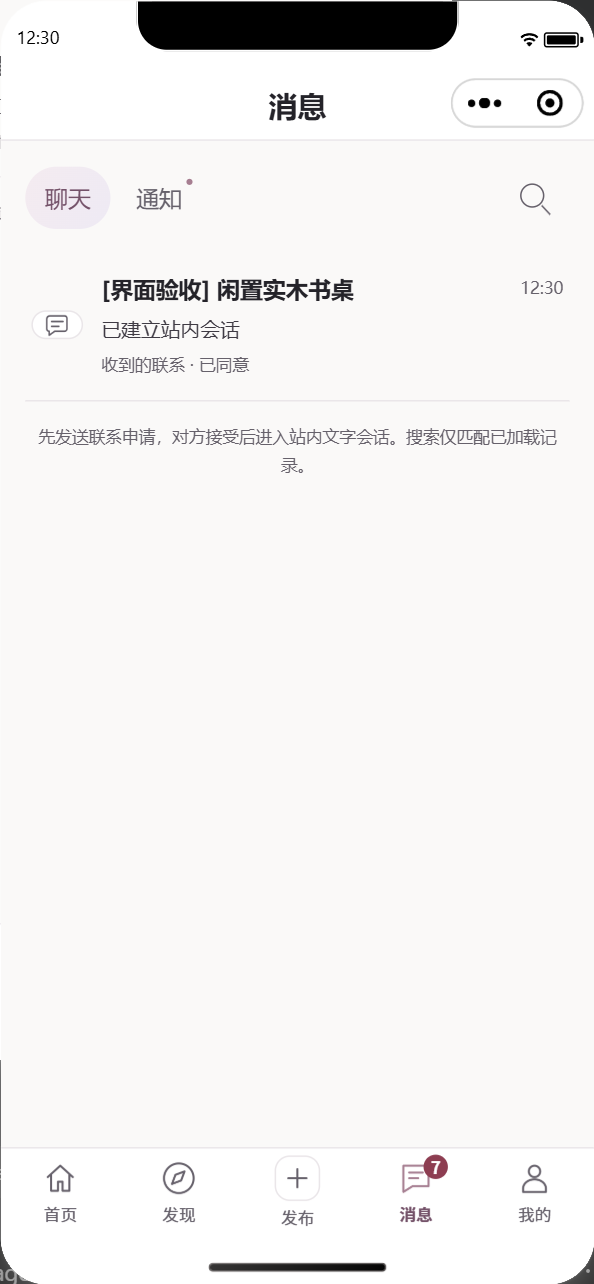 12:30
消息
聊天
通知
[界面验收] 闲置实木书桌
12:30
已建立站内会话
收到的联系 · 已同意
先发送联系申请，对方接受后进入站内文字会话。搜索仅匹配已加载记
录。
7
首页
发现
发布
消息
我的